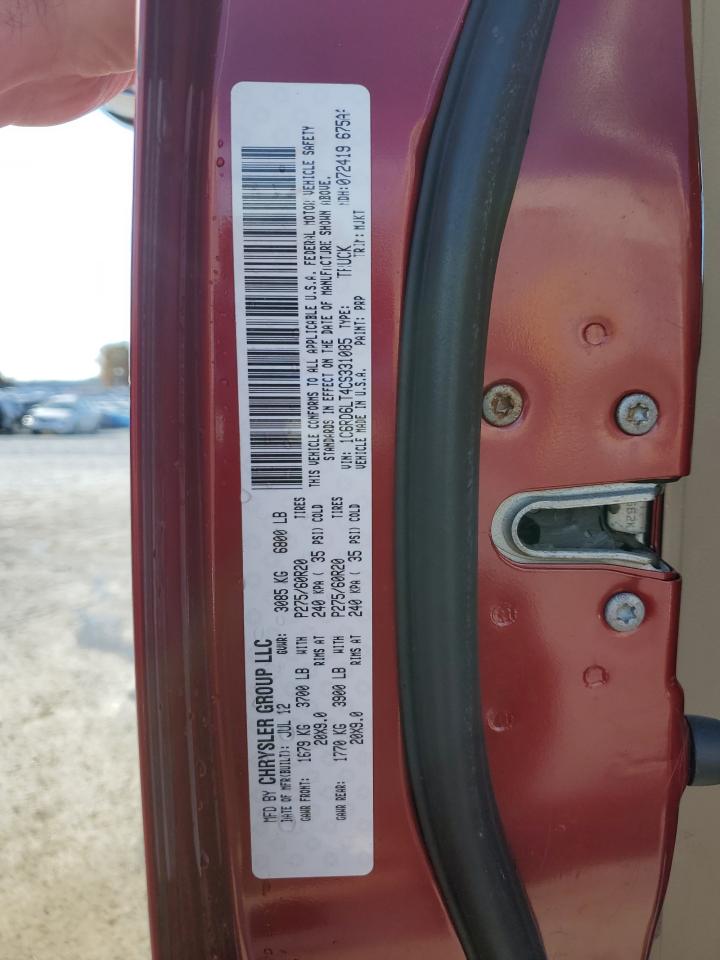 MFD BY CHRYSLER GROUP LLC
DATE OF MFR(BUILT): JUL 12 GVWR: 3085 KG 6800 LB
GAWR FRONT: 1679 KG 3700 LB WITH P275/60R20 TIRES
20X9.0 RIMS AT 240 KPA ( 35 PSI) COLD
GAWR REAR: 1770 KG 3900 LB WITH P275/60R20 TIRES
20X9.0 RIMS AT 240 KPA ( 35 PSI) COLD
THIS VEHICLE CONFORMS TO ALL APPLICABLE U.S.A. FEDERAL MOTOR VEHICLE SAFETY
STANDARDS IN EFFECT ON THE DATE OF MANUFACTURE SHOWN ABOVE.
VIN: 1C6RD6LT4CS331085 TYPE: TRUCK MDH:072419 675A
VEHICLE MADE IN U.S.A. PAINT: PRP TRIM: MJKT